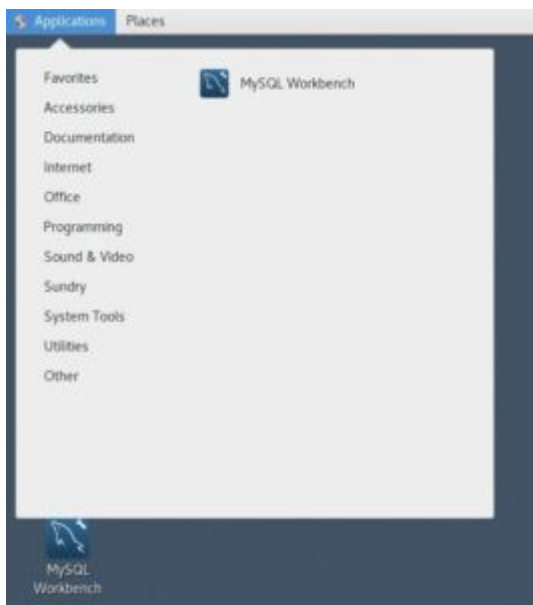 Applications Places
Favorites
MySQL Workbench
Accessories
Documentation
Internet
Office
Programming
Sound & Video
Sundry
System Tools
Utilities
Other
MySQL
Workbench